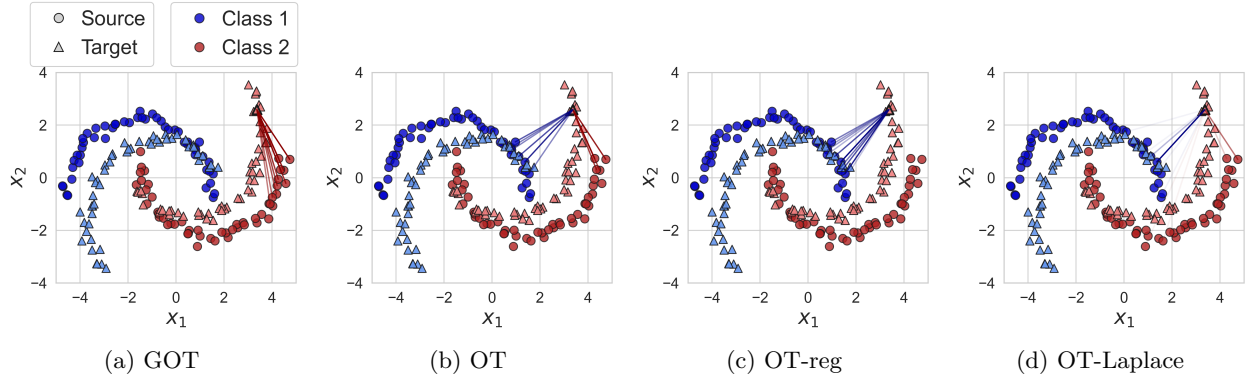 Source
Target
Class 1
Class 2
4
2
0
−2
−4
x₂
−4 −2 0 2 4
x₁
(a) GOT
4
2
0
−2
−4
x₂
−4 −2 0 2 4
x₁
(b) OT
4
2
0
−2
−4
x₂
−4 −2 0 2 4
x₁
(c) OT-reg
4
2
0
−2
−4
x₂
−4 −2 0 2 4
x₁
(d) OT-Laplace